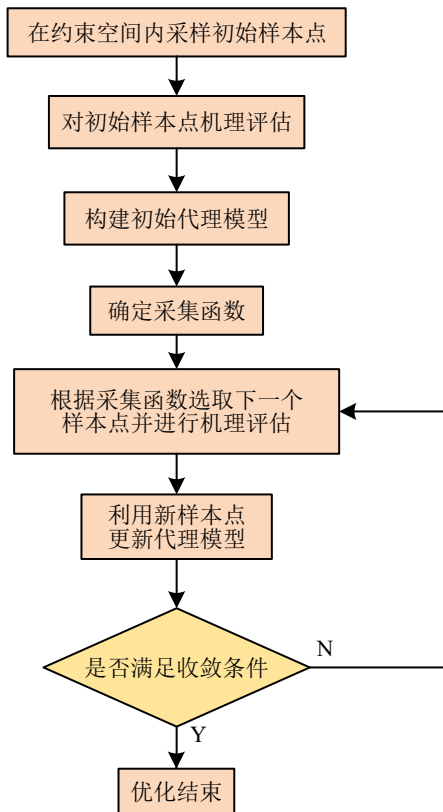 在约束空间内采样初始样本点
对初始样本点机理评估
构建初始代理模型
确定采集函数
根据采集函数选取下一个
样本点并进行机理评估
利用新样本点
更新代理模型
是否满足收敛条件
N
Y
优化结束